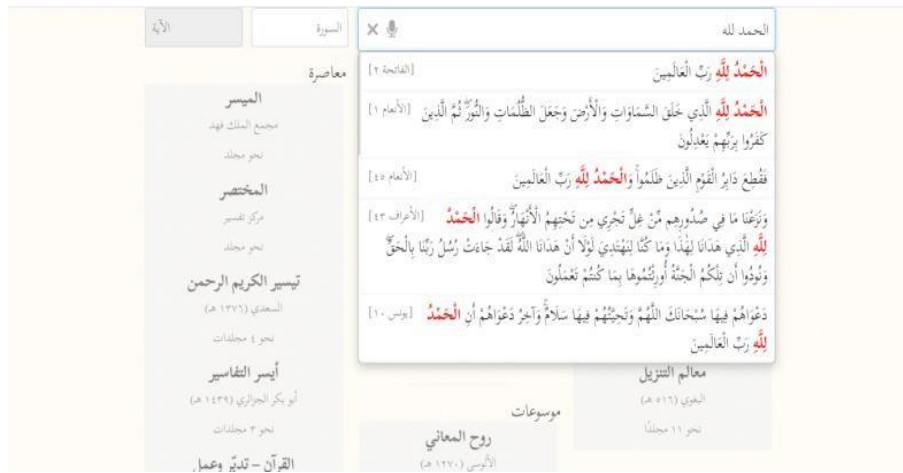 الحمد لله
السورة
الآية
الْحَمْدُ لِلَّهِ رَبِّ الْعَالَمِينَ [الفاتحة ٢]
الْحَمْدُ لِلَّهِ الَّذِي خَلَقَ السَّمَاوَاتِ وَالْأَرْضَ وَجَعَلَ الظُّلُمَاتِ وَالنُّورَۖ ثُمَّ الَّذِينَ [الأنعام ١]
كَفَرُوا بِرَبِّهِمْ يَعْدِلُونَ
فَقُطِعَ دَابِرُ الْقَوْمِ الَّذِينَ ظَلَمُواۚ وَالْحَمْدُ لِلَّهِ رَبِّ الْعَالَمِينَ [الأنعام ٤٥]
وَنَزَعْنَا مَا فِي صُدُورِهِم مِّنْ غِلٍّ تَجْرِي مِن تَحْتِهِمُ الْأَنْهَارُۖ وَقَالُوا الْحَمْدُ [الأعراف ٤٣]
لِلَّهِ الَّذِي هَدَانَا لِهَٰذَا وَمَا كُنَّا لِنَهْتَدِيَ لَوْلَا أَنْ هَدَانَا اللَّهُۖ لَقَدْ جَاءَتْ رُسُلُ رَبِّنَا بِالْحَقِّۖ
وَنُودُوا أَن تِلْكُمُ الْجَنَّةُ أُورِثْتُمُوهَا بِمَا كُنتُمْ تَعْمَلُونَ
دَعْوَاهُمْ فِيهَا سُبْحَانَكَ اللَّهُمَّ وَتَحِيَّتُهُمْ فِيهَا سَلَامٌۚ وَآخِرُ دَعْوَاهُمْ أَنِ الْحَمْدُ [يونس ١٠]
لِلَّهِ رَبِّ الْعَالَمِينَ
معالم التنزيل
البغوي (٥١٦ هـ)
نحو ١١ مجلدًا
موسوعات
روح المعاني
الآلوسي (١٢٧٠ هـ)
معاصرة
الميسر
مجمع الملك فهد
نحو مجلد
المختصر
مركز تفسير
نحو مجلد
تيسير الكريم الرحمن
السعدي (١٣٧٦ هـ)
نحو ٤ مجلدات
أيسر التفاسير
أبو بكر الجزائري (١٤٣٩ هـ)
نحو ٣ مجلدات
القرآن – تدبّر وعمل